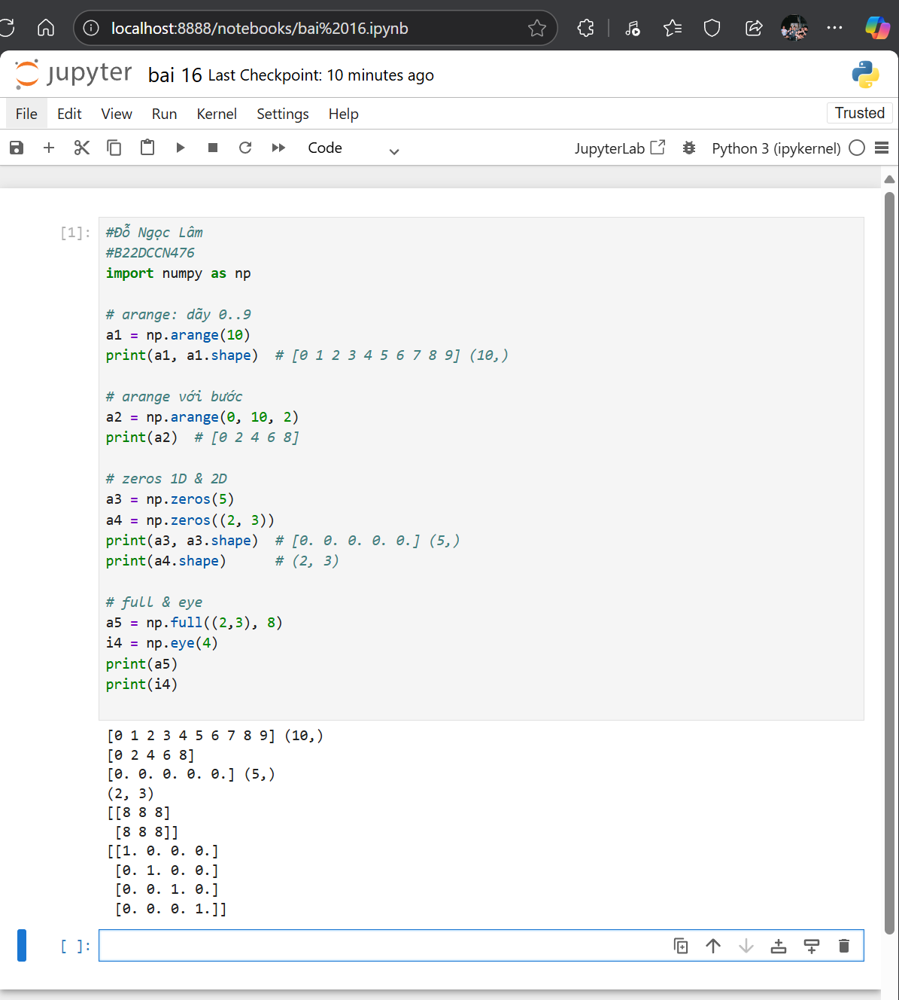 localhost:8888/notebooks/bai%2016.ipynb
jupyter bai 16 Last Checkpoint: 10 minutes ago
File Edit View Run Kernel Settings Help Trusted
Code JupyterLab Python 3 (ipykernel)
[1]:
#Đỗ Ngọc Lâm
#B22DCCN476
import numpy as np
# arange: dãy 0..9
a1 = np.arange(10)
print(a1, a1.shape)  # [0 1 2 3 4 5 6 7 8 9] (10,)
# arange với bước
a2 = np.arange(0, 10, 2)
print(a2)  # [0 2 4 6 8]
# zeros 1D & 2D
a3 = np.zeros(5)
a4 = np.zeros((2, 3))
print(a3, a3.shape)  # [0. 0. 0. 0. 0.] (5,)
print(a4.shape)      # (2, 3)
# full & eye
a5 = np.full((2,3), 8)
i4 = np.eye(4)
print(a5)
print(i4)
[0 1 2 3 4 5 6 7 8 9] (10,)
[0 2 4 6 8]
[0. 0. 0. 0. 0.] (5,)
(2, 3)
[[8 8 8]
 [8 8 8]]
[[1. 0. 0. 0.]
 [0. 1. 0. 0.]
 [0. 0. 1. 0.]
 [0. 0. 0. 1.]]
[ ]: